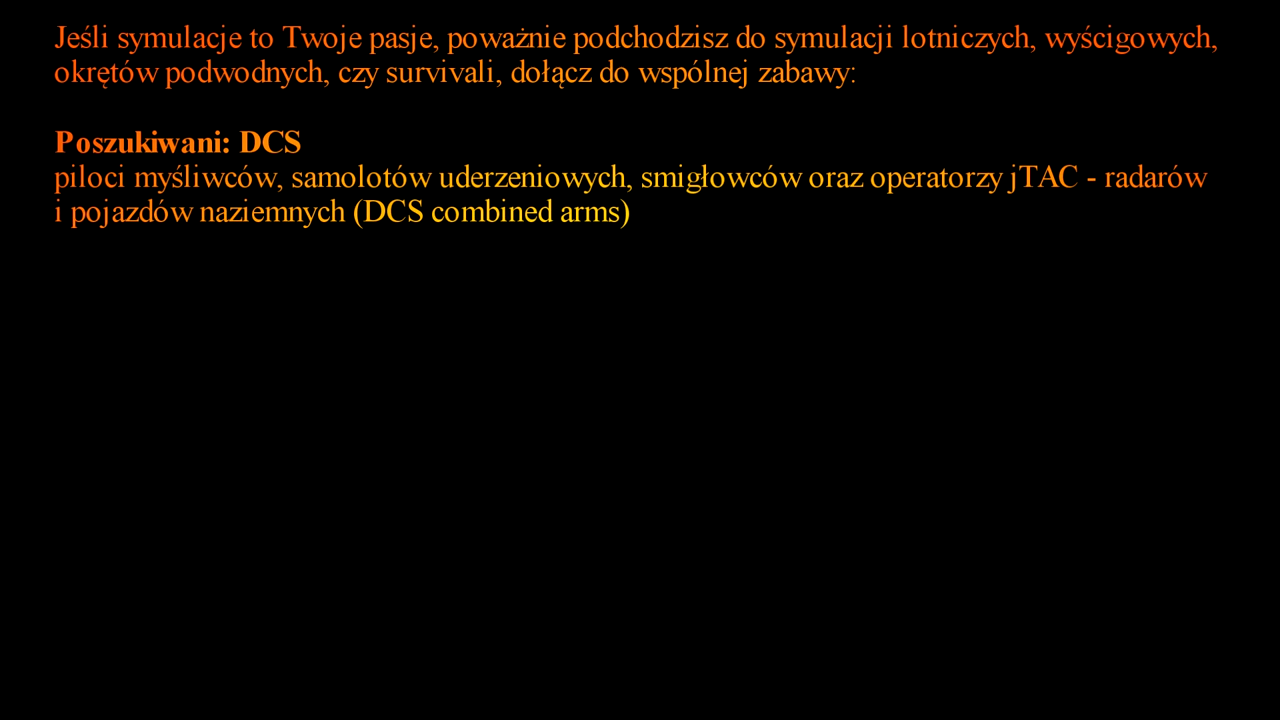 Jeśli symulacje to Twoje pasje, poważnie podchodzisz do symulacji lotniczych, wyścigowych,
okrętów podwodnych, czy survivali, dołącz do wspólnej zabawy:
Poszukiwani: DCS
piloci myśliwców, samolotów uderzeniowych, smigłowców oraz operatorzy jTAC - radarów
i pojazdów naziemnych (DCS combined arms)